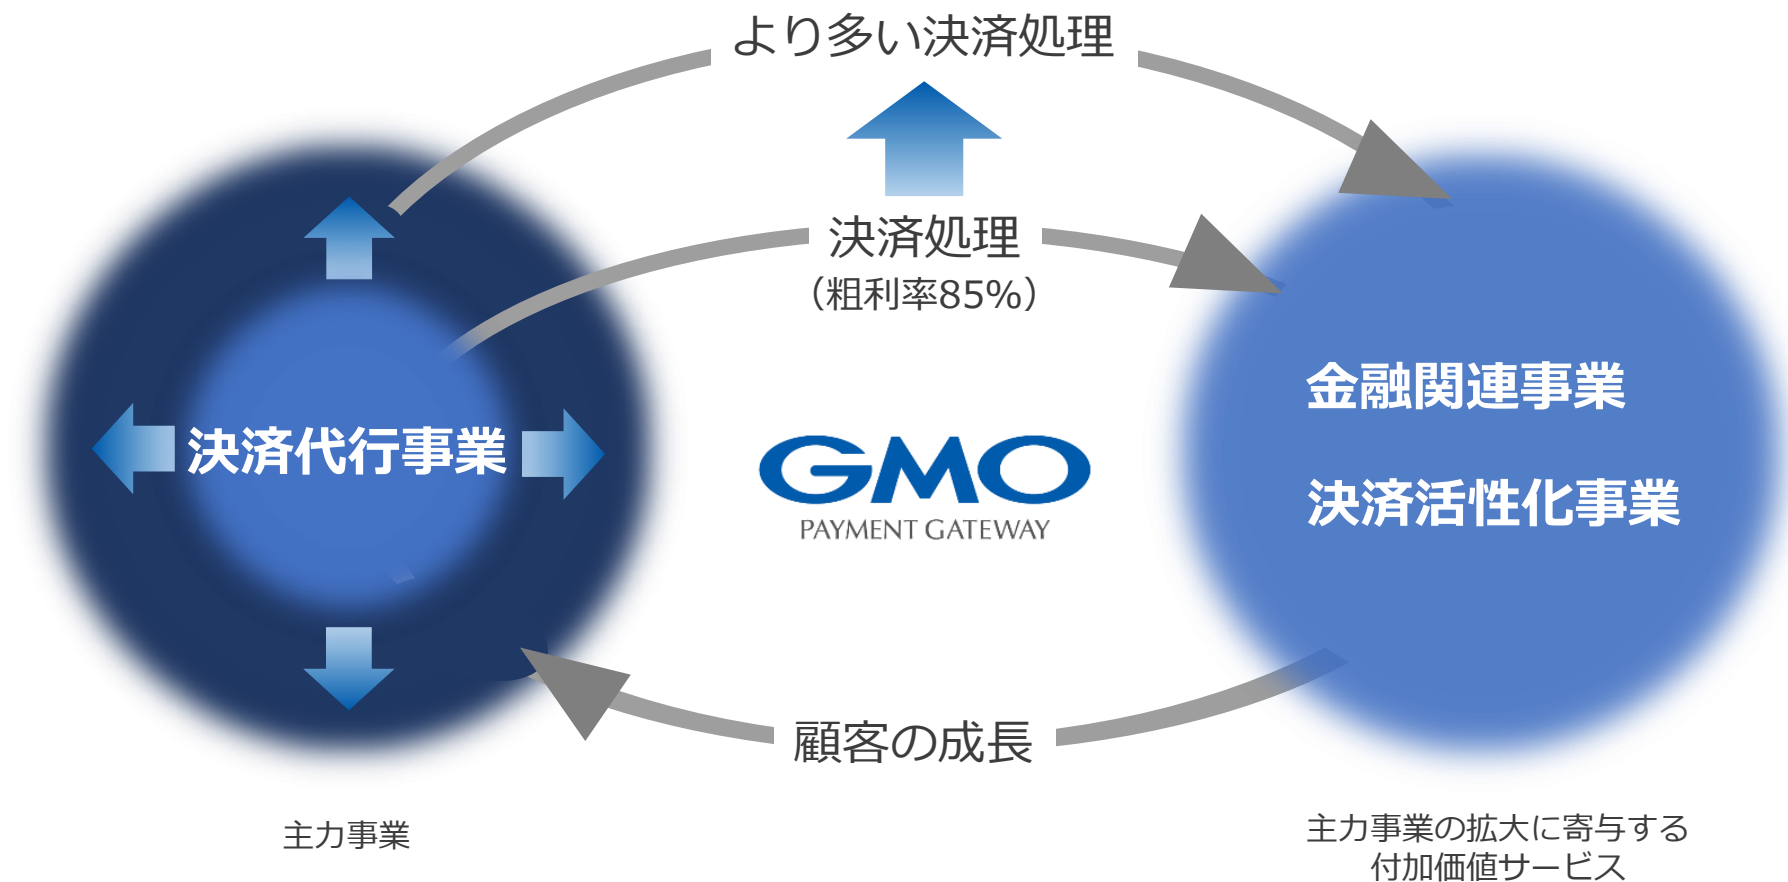 より多い決済処理
決済処理
（粗利率85%）
決済代行事業
GMO
PAYMENT GATEWAY
金融関連事業
決済活性化事業
顧客の成長
主力事業
主力事業の拡大に寄与する
付加価値サービス